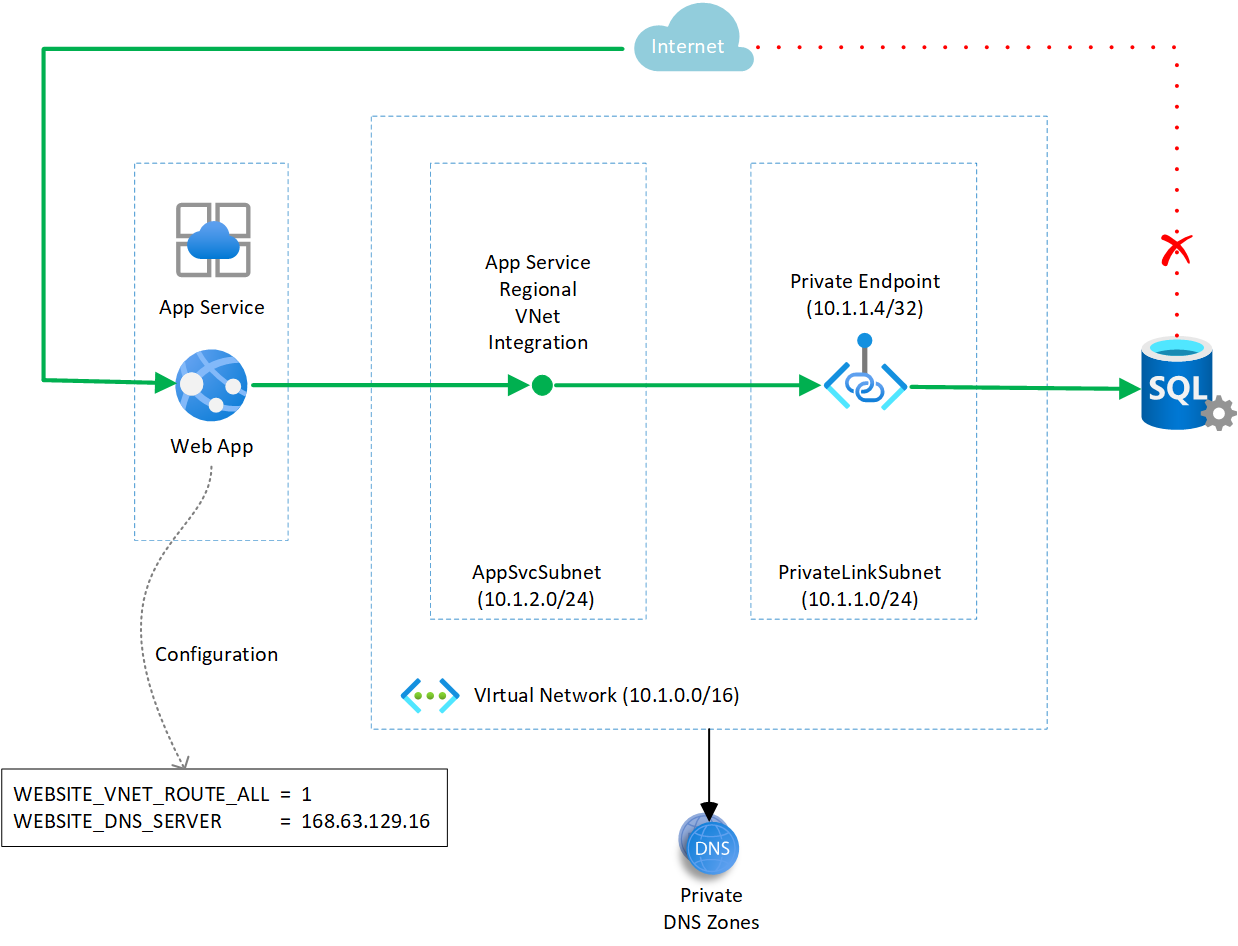 Internet
App Service
Web App
App Service
Regional
VNet
Integration
Private Endpoint
(10.1.1.4/32)
SQL
AppSvcSubnet
(10.1.2.0/24)
PrivateLinkSubnet
(10.1.1.0/24)
Configuration
VIrtual Network (10.1.0.0/16)
WEBSITE_VNET_ROUTE_ALL = 1
WEBSITE_DNS_SERVER = 168.63.129.16
DNS
Private
DNS Zones